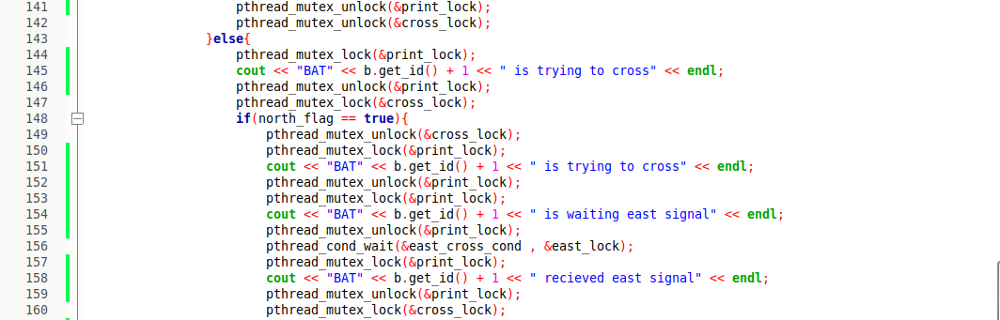 141 pthread_mutex_unlock(&print_lock);
142 pthread_mutex_unlock(&cross_lock);
143 }else{
144 pthread_mutex_lock(&print_lock);
145 cout << "BAT" << b.get_id() + 1 << " is trying to cross" << endl;
146 pthread_mutex_unlock(&print_lock);
147 pthread_mutex_lock(&cross_lock);
148 if(north_flag == true){
149 pthread_mutex_unlock(&cross_lock);
150 pthread_mutex_lock(&print_lock);
151 cout << "BAT" << b.get_id() + 1 << " is trying to cross" << endl;
152 pthread_mutex_unlock(&print_lock);
153 pthread_mutex_lock(&print_lock);
154 cout << "BAT" << b.get_id() + 1 << " is waiting east signal" << endl;
155 pthread_mutex_unlock(&print_lock);
156 pthread_cond_wait(&east_cross_cond , &east_lock);
157 pthread_mutex_lock(&print_lock);
158 cout << "BAT" << b.get_id() + 1 << " recieved east signal" << endl;
159 pthread_mutex_unlock(&print_lock);
160 pthread_mutex_lock(&cross_lock);